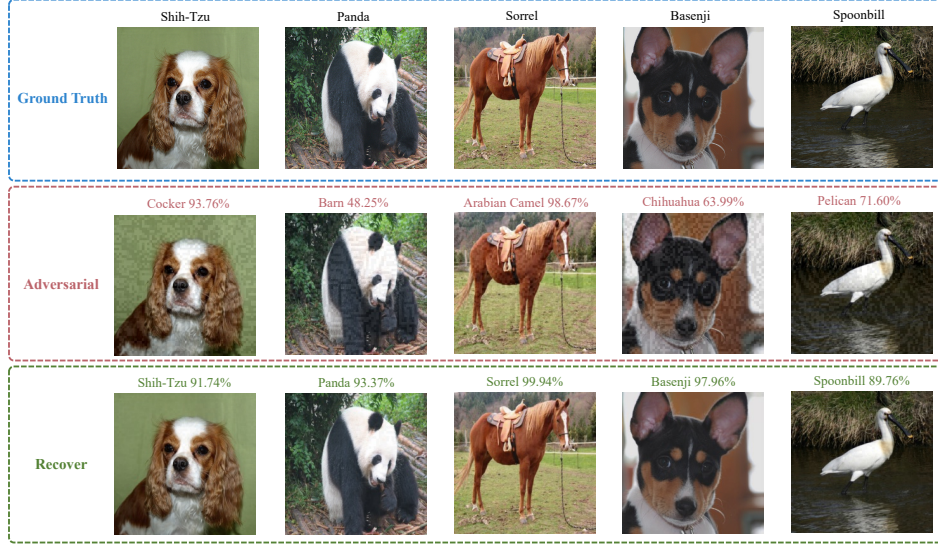 Shih-Tzu Panda Sorrel Basenji Spoonbill
Ground Truth
Cocker 93.76% Barn 48.25% Arabian Camel 98.67% Chihuahua 63.99% Pelican 71.60%
Adversarial
Shih-Tzu 91.74% Panda 93.37% Sorrel 99.94% Basenji 97.96% Spoonbill 89.76%
Recover